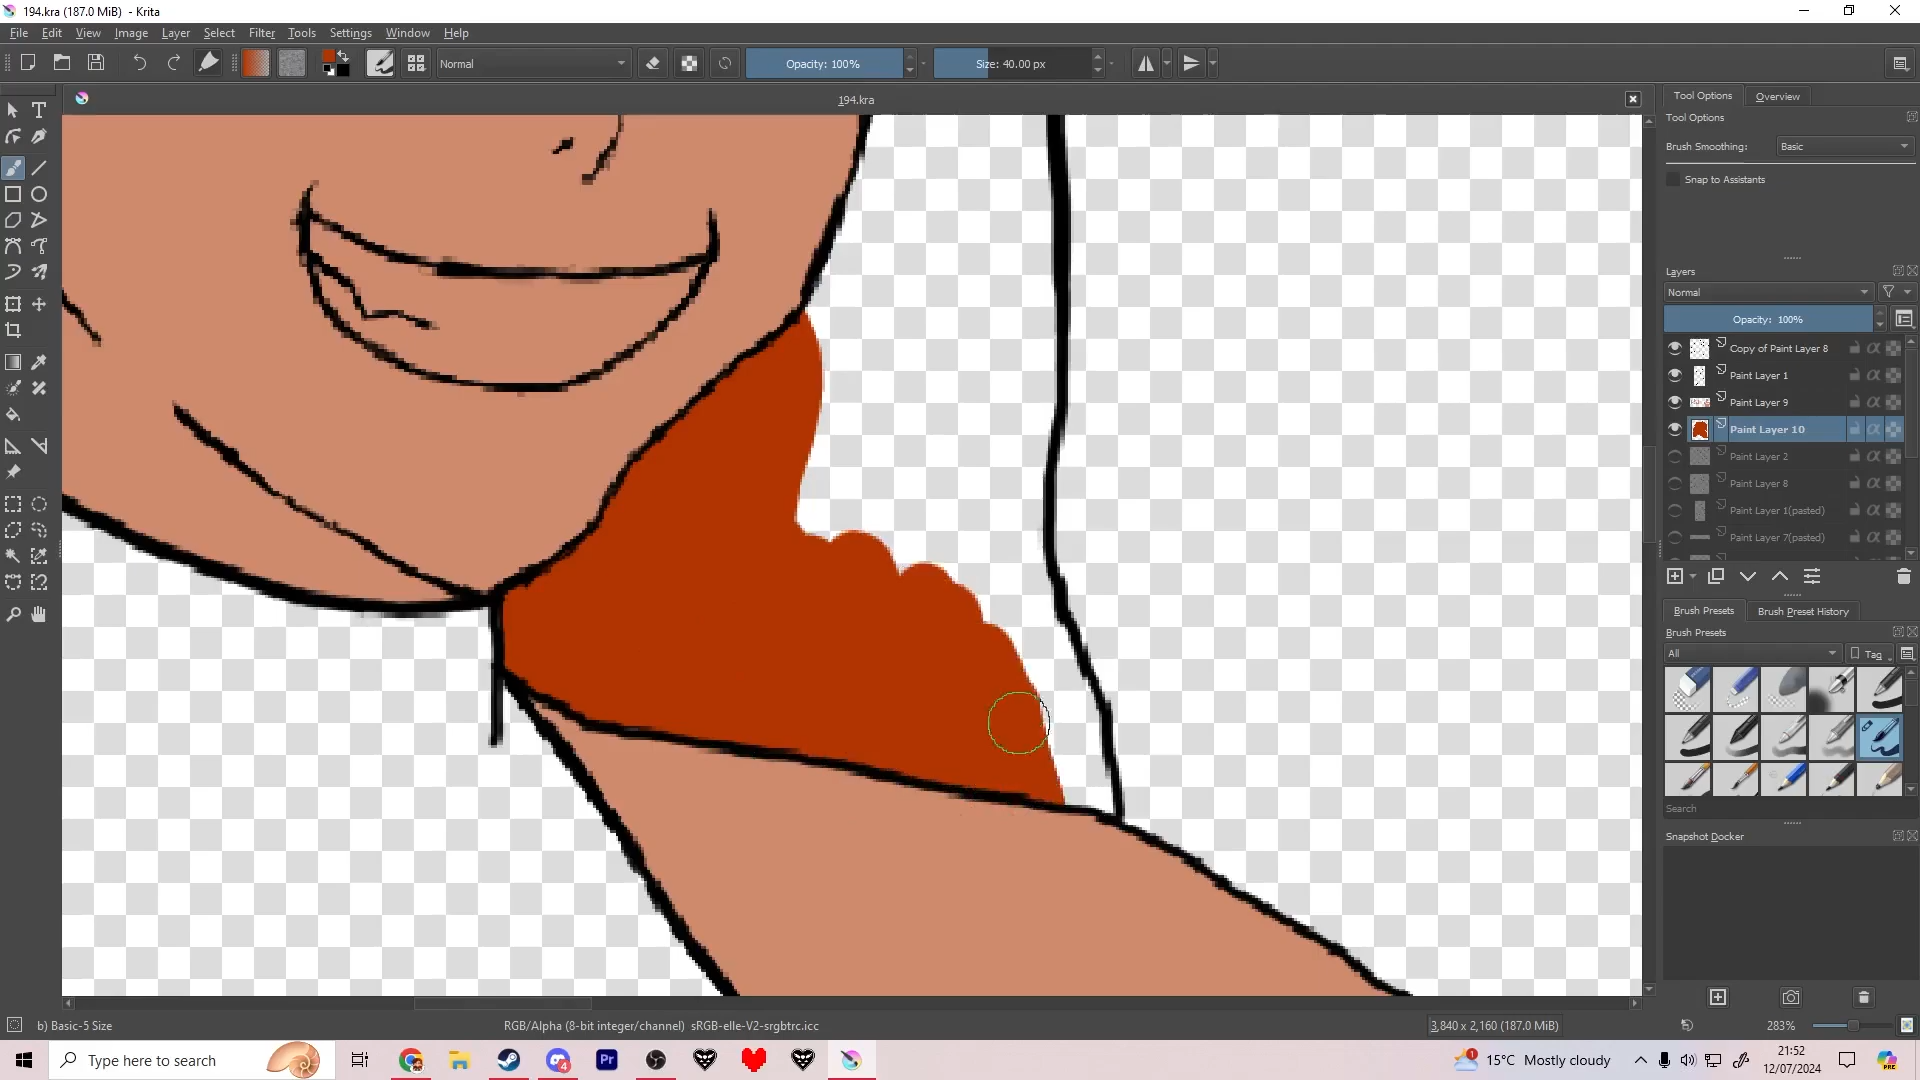 194.kra (187.0 MiB) - Krita
File Edit View Image Layer Select Filter Tools Settings Window Help
Normal
Opacity: 100%
Size: 40.00 px
194.kra
Tool Options
Overview
Tool Options
Brush Smoothing:
Basic
Snap to Assistants
Layers
Normal
Opacity: 100%
Copy of Paint Layer 8
Paint Layer 1
Paint Layer 9
Paint Layer 10
Paint Layer 2
Paint Layer 8
Paint Layer 1(pasted)
Paint Layer 7(pasted)
Brush Presets
Brush Preset History
Brush Presets
All
Tag
Search
Snapshot Docker
b) Basic-5 Size
RGB/Alpha (8-bit integer/channel) sRGB-elle-V2-srgbtrc.icc
3,840 x 2,160 (187.0 MiB)
283%
Type here to search
4
Pr
1
15°C Mostly cloudy
21:52
12/07/2024
PRE